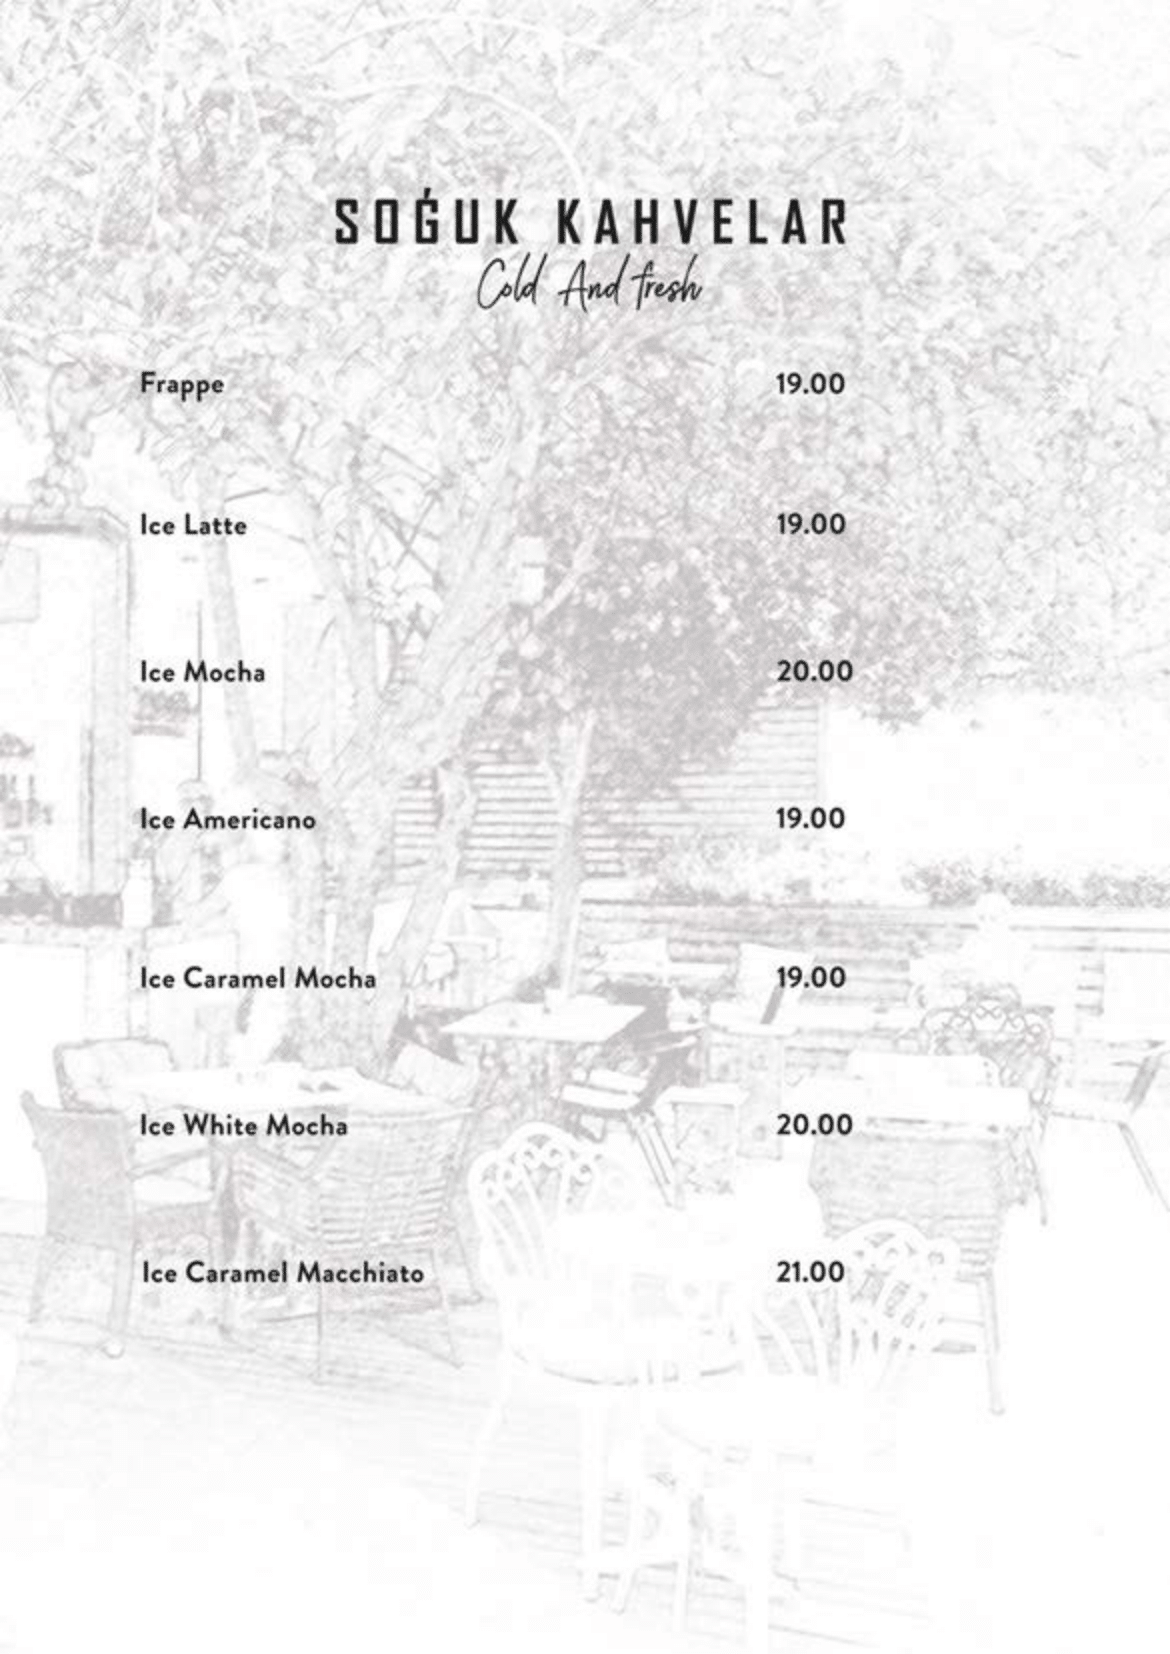 SOĞUK KAHVELAR
Cold And fresh
Frappe 19.00
Ice Latte 19.00
Ice Mocha 20.00
Ice Americano 19.00
Ice Caramel Mocha 19.00
Ice White Mocha 20.00
Ice Caramel Macchiato 21.00